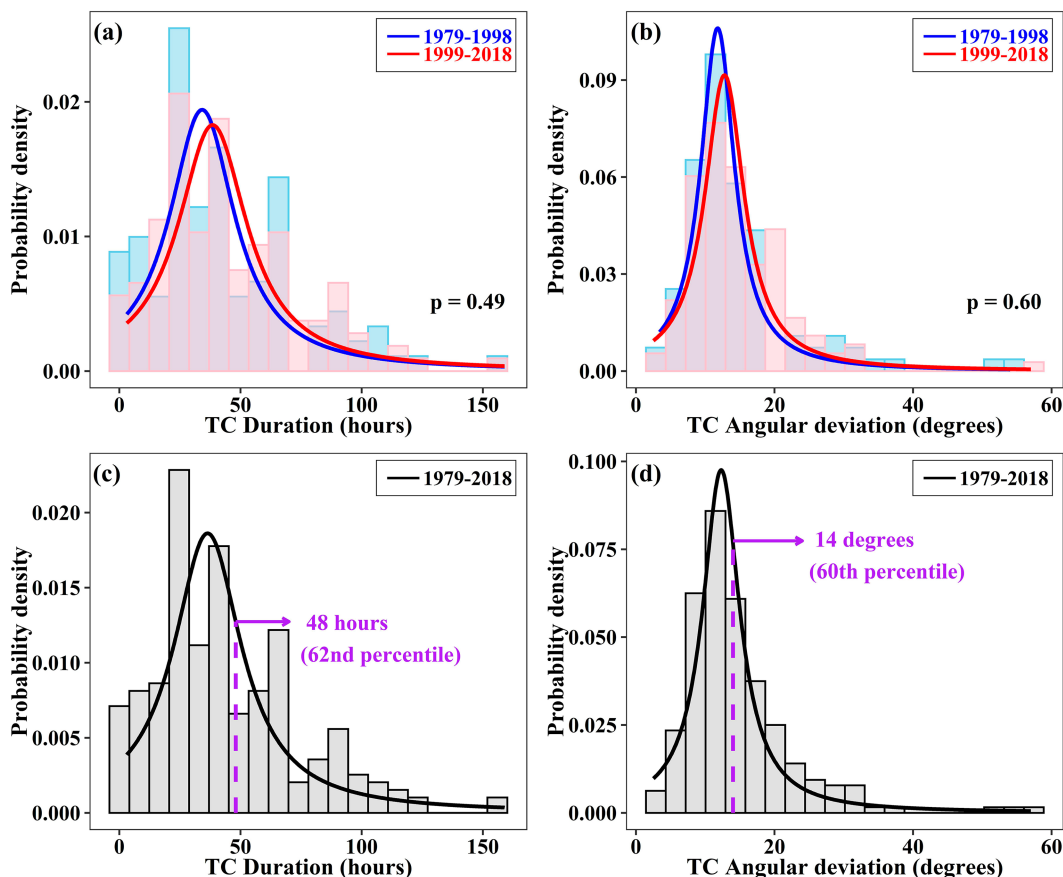 (a)
1979-1998
1999-2018
Probability density
0.02
0.01
0.00
p = 0.49
0
50
100
150
TC Duration (hours)
(b)
1979-1998
1999-2018
Probability density
0.09
0.06
0.03
0.00
p = 0.60
0
20
40
60
TC Angular deviation (degrees)
(c)
1979-2018
Probability density
0.020
0.015
0.010
0.005
0.000
48 hours
(62nd percentile)
0
50
100
150
TC Duration (hours)
(d)
1979-2018
Probability density
0.100
0.075
0.050
0.025
0.000
14 degrees
(60th percentile)
0
20
40
60
TC Angular deviation (degrees)